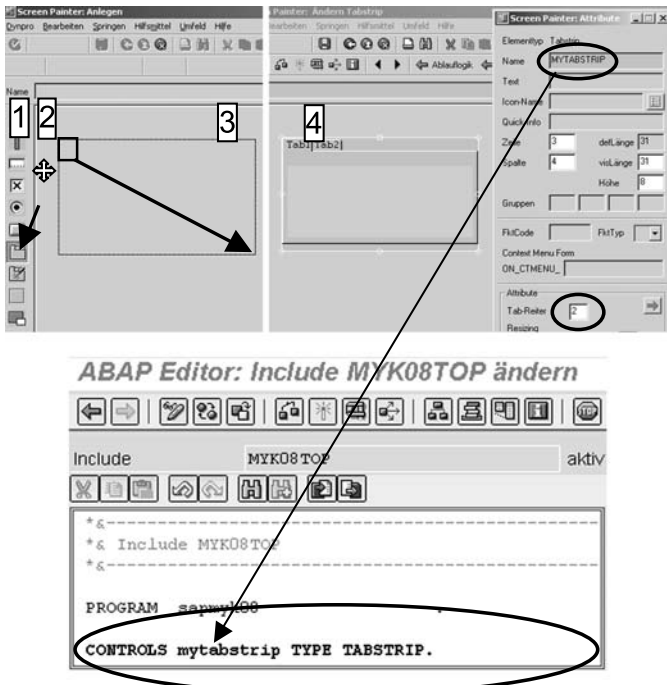 Screen Painter: Anlegen
Dynpro Bearbeiten Springen Hilfsmittel Umfeld Hilfe
Name
1 2 3
Painter: Ändern Tabstrip
earbeiten Springen Hilfsmittel Umfeld Hilfe
Ablauflogik
4
Tab1 Tab2
Screen Painter: Attribute
Elementtyp Tabstrip
Name MYTABSTRIP
Text
Icon-Name
QuickInfo
Zeile 3 defLänge 31
Spalte 4 visLänge 31
Höhe 8
Gruppen
FktCode FktTyp
Context Menu Form
ON_CTMENU_
Attribute
Tab-Reiter 2
Resizing
ABAP Editor: Include MYK08TOP ändern
Include MYK08TOP aktiv
*&---------------------------------------------------
*& Include MYK08TOP
*&---------------------------------------------------
PROGRAM sapmyk08 .
CONTROLS mytabstrip TYPE TABSTRIP.